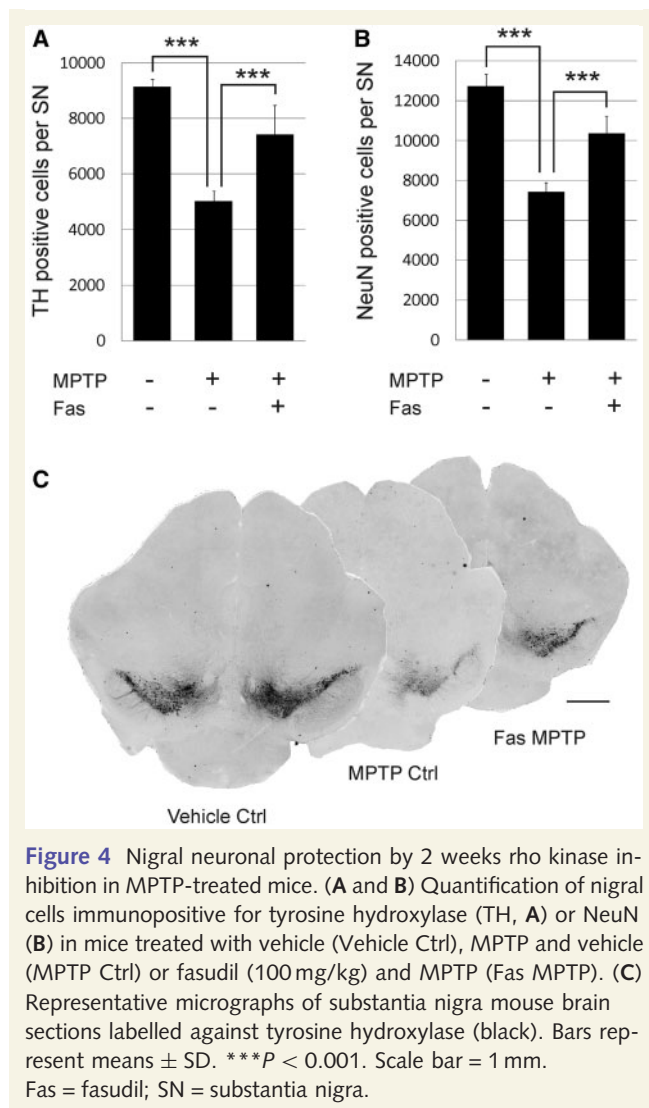 A
B
***
***
***
***
TH positive cells per SN
10000
8000
6000
4000
2000
0
NeuN positive cells per SN
14000
12000
10000
8000
6000
4000
2000
0
MPTP - + +
Fas - - +
MPTP - + +
Fas - - +
C
Fas MPTP
MPTP Ctrl
Vehicle Ctrl
Figure 4 Nigral neuronal protection by 2 weeks rho kinase in-
hibition in MPTP-treated mice. (A and B) Quantification of nigral
cells immunopositive for tyrosine hydroxylase (TH, A) or NeuN
(B) in mice treated with vehicle (Vehicle Ctrl), MPTP and vehicle
(MPTP Ctrl) or fasudil (100 mg/kg) and MPTP (Fas MPTP). (C)
Representative micrographs of substantia nigra mouse brain
sections labelled against tyrosine hydroxylase (black). Bars rep-
resent means ± SD. ***P < 0.001. Scale bar = 1 mm.
Fas = fasudil; SN = substantia nigra.